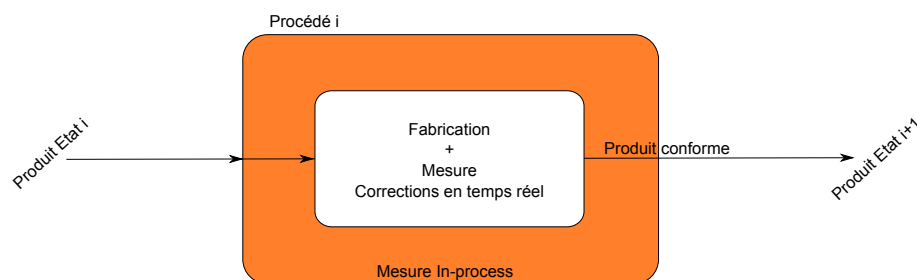 Procédé i
Produit Etat i
Fabrication
+
Mesure
Corrections en temps réel
Produit conforme
Produit Etat i+1
Mesure In-process